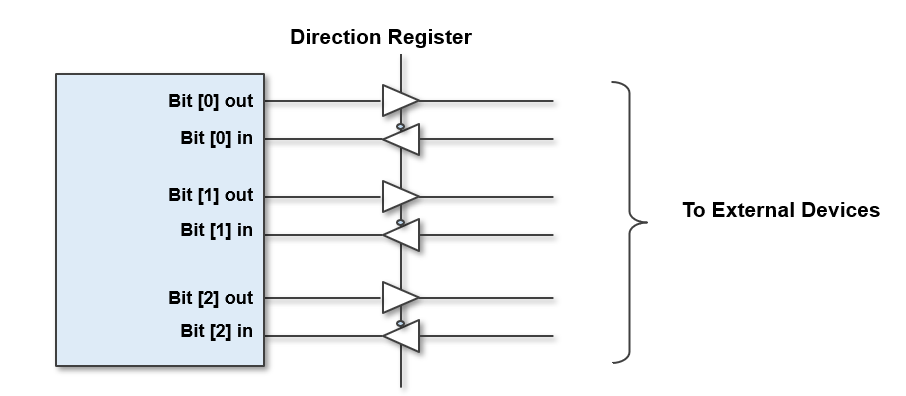 Direction Register
Bit [0] out
Bit [0] in
Bit [1] out
Bit [1] in
Bit [2] out
Bit [2] in
To External Devices